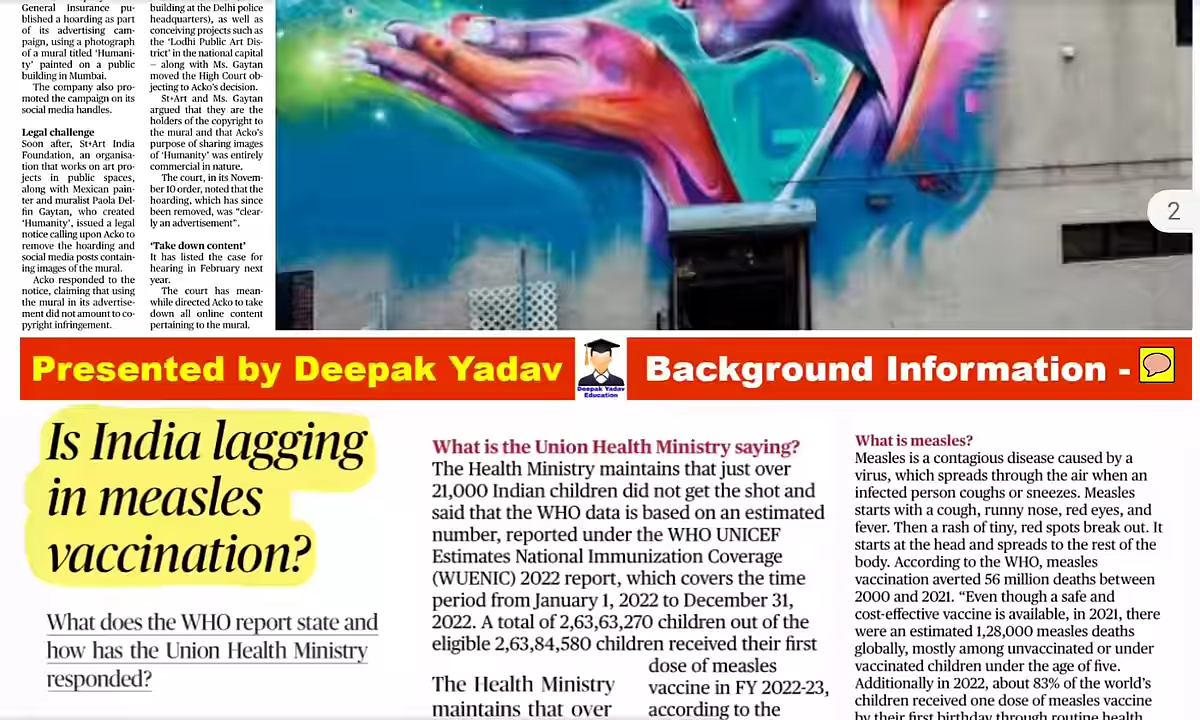 General Insurance pu-
blished a hoarding as part
of its advertising cam-
paign, using a photograph
of a mural titled ‘Humani-
ty’ painted on a public
building in Mumbai.
The company also pro-
moted the campaign on its
social media handles.
Legal challenge
Soon after, St+Art India
Foundation, an organisa-
tion that works on art pro-
jects in public spaces,
along with Mexican pain-
ter and muralist Paola Del-
fin Gaytan, who created
‘Humanity’, issued a legal
notice calling upon Acko to
remove the hoarding and
social media posts contain-
ing images of the mural.
Acko responded to the
notice, claiming that using
the mural in its advertise-
ment did not amount to co-
pyright infringement.
building at the Delhi police
headquarters), as well as
conceiving projects such as
the ‘Lodhi Public Art Dis-
trict’ in the national capital
– along with Ms. Gaytan
moved the High Court ob-
jecting to Acko’s decision.
St+Art and Ms. Gaytan
argued that they are the
holders of the copyright to
the mural and that Acko’s
purpose of sharing images
of ‘Humanity’ was entirely
commercial in nature.
The court, in its Novem-
ber 10 order, noted that the
hoarding, which has since
been removed, was “clear-
ly an advertisement”.
‘Take down content’
It has listed the case for
hearing in February next
year.
The court has mean-
while directed Acko to take
down all online content
pertaining to the mural.
2
Presented by Deepak Yadav
Deepak Yadav
Education
Background Information -
Is India lagging
in measles
vaccination?
What does the WHO report state and
how has the Union Health Ministry
responded?
What is the Union Health Ministry saying?
The Health Ministry maintains that just over
21,000 Indian children did not get the shot and
said that the WHO data is based on an estimated
number, reported under the WHO UNICEF
Estimates National Immunization Coverage
(WUENIC) 2022 report, which covers the time
period from January 1, 2022 to December 31,
2022. A total of 2,63,63,270 children out of the
eligible 2,63,84,580 children received their first
dose of measles
vaccine in FY 2022-23,
according to the
The Health Ministry
maintains that over
What is measles?
Measles is a contagious disease caused by a
virus, which spreads through the air when an
infected person coughs or sneezes. Measles
starts with a cough, runny nose, red eyes, and
fever. Then a rash of tiny, red spots break out. It
starts at the head and spreads to the rest of the
body. According to the WHO, measles
vaccination averted 56 million deaths between
2000 and 2021. “Even though a safe and
cost-effective vaccine is available, in 2021, there
were an estimated 1,28,000 measles deaths
globally, mostly among unvaccinated or under
vaccinated children under the age of five.
Additionally in 2022, about 83% of the world’s
children received one dose of measles vaccine
by their first birthday through routine health